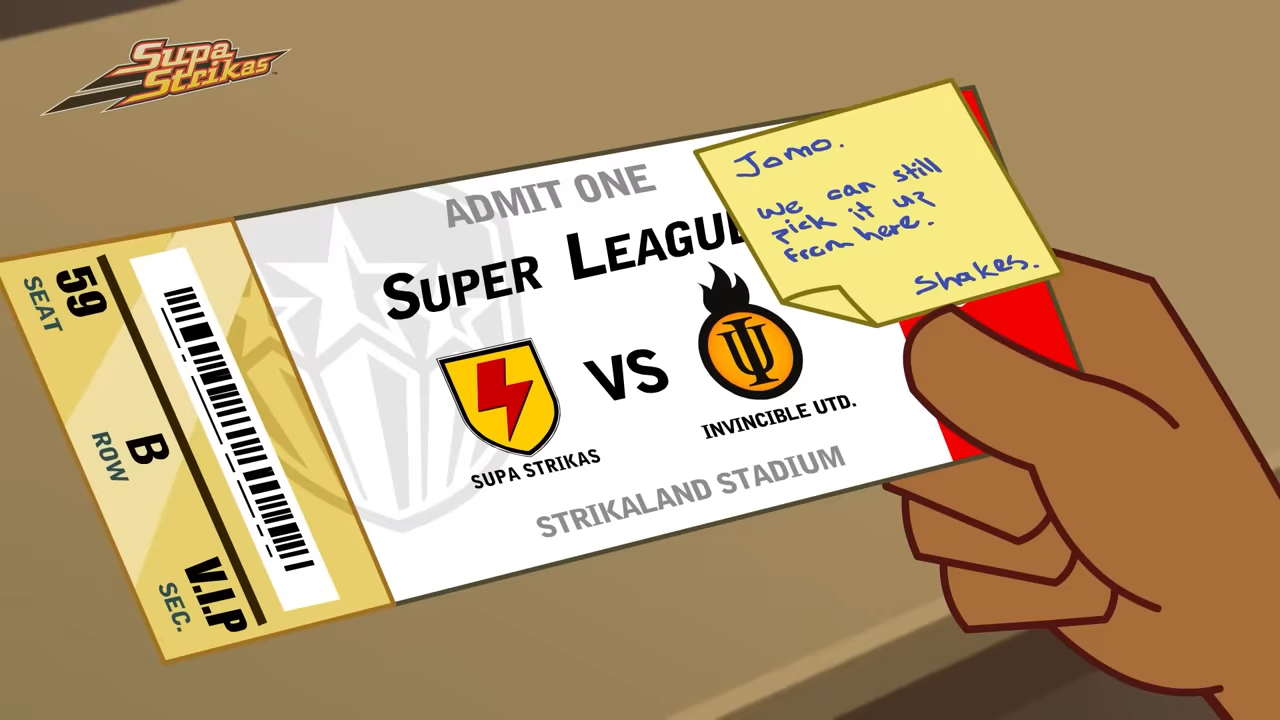 Supa
Strikas™
ADMIT ONE
SUPER LEAGUE
Jomo.
We can still
pick it up
from here.
Shakes.
VS
SUPA STRIKAS
INVINCIBLE UTD.
STRIKALAND STADIUM
59
SEAT
B
ROW
V.I.P
SEC.